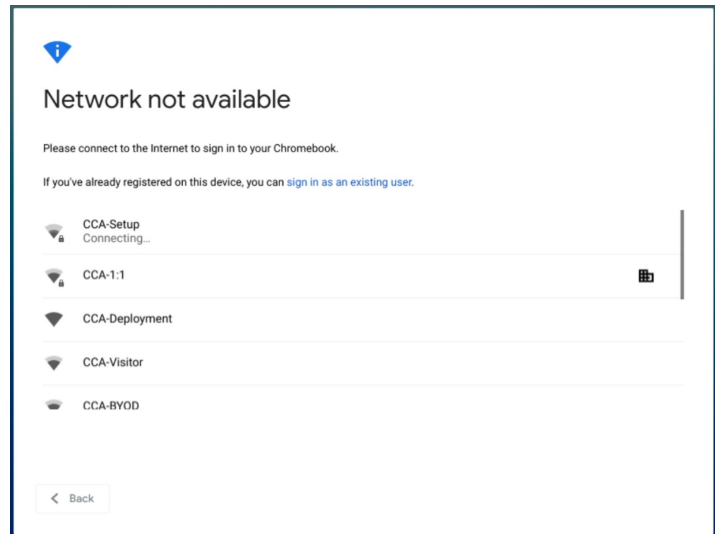 Network not available
Please connect to the Internet to sign in to your Chromebook.
If you've already registered on this device, you can sign in as an existing user.
CCA-Setup
Connecting...
CCA-1:1
CCA-Deployment
CCA-Visitor
CCA-BYOD
Back